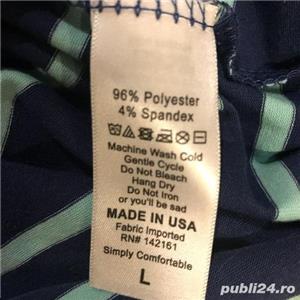 96% Polyester
4% Spandex
Machine Wash Cold
Gentle Cycle
Do Not Bleach
Hang Dry
Do Not Iron
or you'll be sad
MADE IN USA
Fabric Imported
RN# 142161
Simply Comfortable
L
publi24.ro